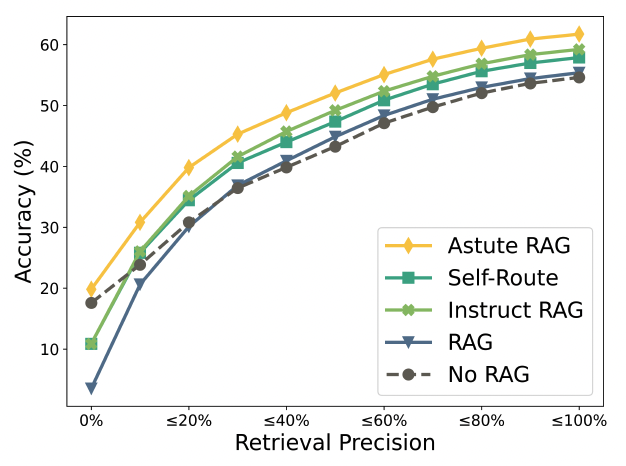 60
50
40
30
20
10
Accuracy (%)
Astute RAG
Self-Route
Instruct RAG
RAG
No RAG
0% ≤20% ≤40% ≤60% ≤80% ≤100%
Retrieval Precision